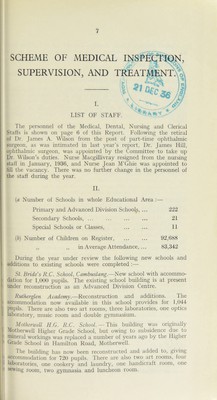 3
SCHEME OF MEDICAL INSPECTION,
SUPERVISION, AND TREATMENT.
21 DEC 36
I.
LIST OF STAFF.
The personnel of the Medical, Dental, Nursing and Clerical
Staffs is shown on page 6 of this Report. Following the retiral
of Dr. James A. Wilson from the post of part-time ophthalmic
surgeon, as was intimated in last year's report, Dr. James Hill,
ophthalmic surgeon, was appointed by the Committee to take up
Dr. Wilson's duties. Nurse Macgillivray resigned from the nursing
staff in January, 1936, and Nurse Jean M'Ghie was appointed to
fill the vacancy. There was no further change in the personnel of
the staff during the year.
II.
(a) Number of Schools in whole Educational Area :—
Primary and Advanced Division Schools, ... 222
Secondary Schools, ... ... ... ... 21
Special Schools or Classes, ... ... ... 11
(b) Number of Children on Register, ... ... ... 92,688
„ in Average Attendance, ... ... 83,342
During the year under review the following new schools and
additions to existing schools were completed :—
St. Bride's R.C. School, Cambuslang.—New school with accommo-
dation for 1,000 pupils. The existing school building is at present
under reconstruction as an Advanced Division Centre.
Rutherglen Academy.—Reconstruction and additions. The
accommodation now available in this school provides for 1,044
pupils. There are also two art rooms, three laboratories, one optics
laboratory, music room and double gymnasium.
Motherwell H.G. R.C. School.—This building was originally
Motherwell Higher Grade School, but owing to subsidence due to
mineral workings was replaced a number of years ago by the Higher
Grade School in Hamilton Road, Motherwell.
The building has now been reconstructed and added to, giving
accommodation for 720 pupils. There are also two art rooms, four
laboratories, one cookery and laundry, one handicraft room, one
sewing room, two gymnasia and luncheon room.